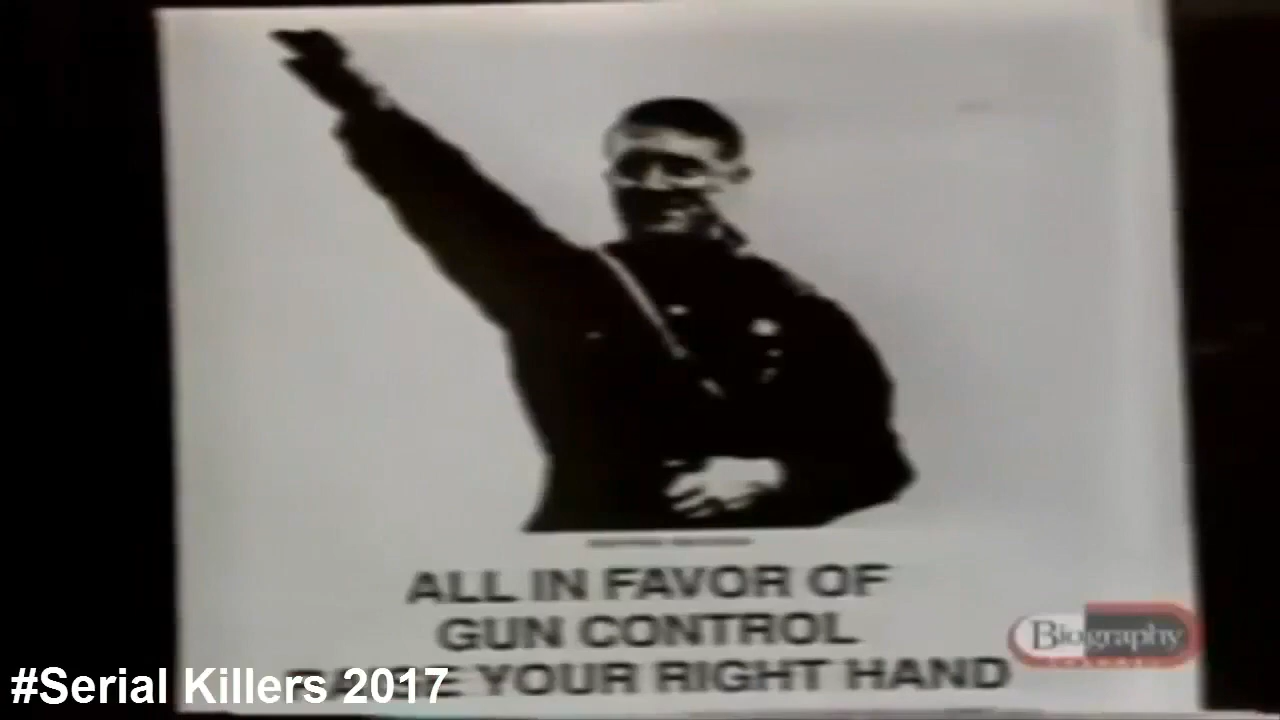 ALL IN FAVOR OF
GUN CONTROL
YOUR RIGHT HAND
Biography
#Serial Killers 2017